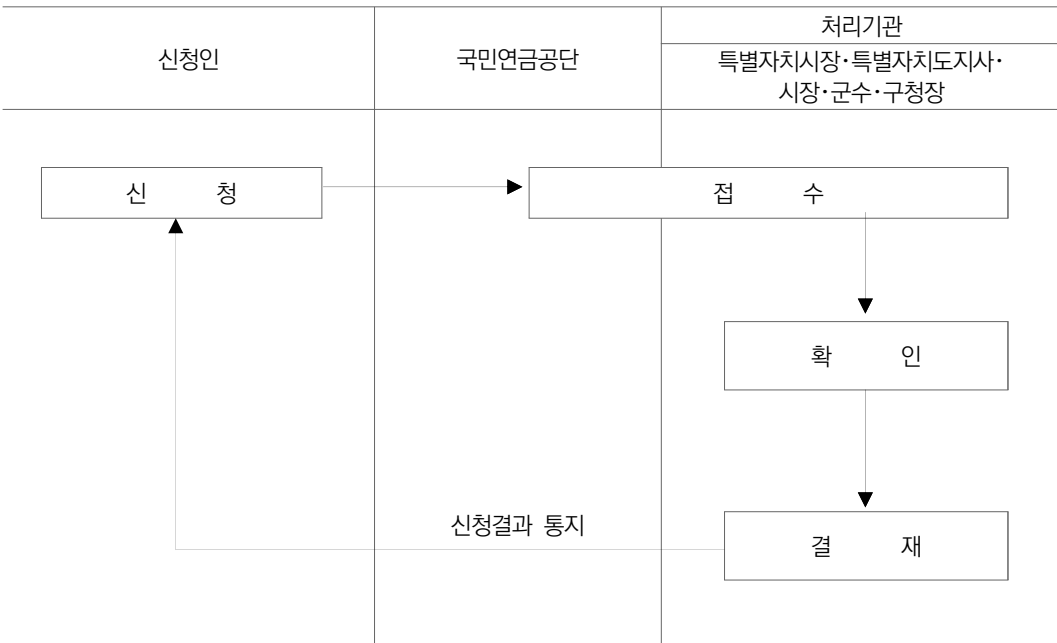 신청인
국민연금공단
처리기관
특별자치시장·특별자치도지사·
시장·군수·구청장
신 청
접 수
확 인
신청결과 통지
결 재